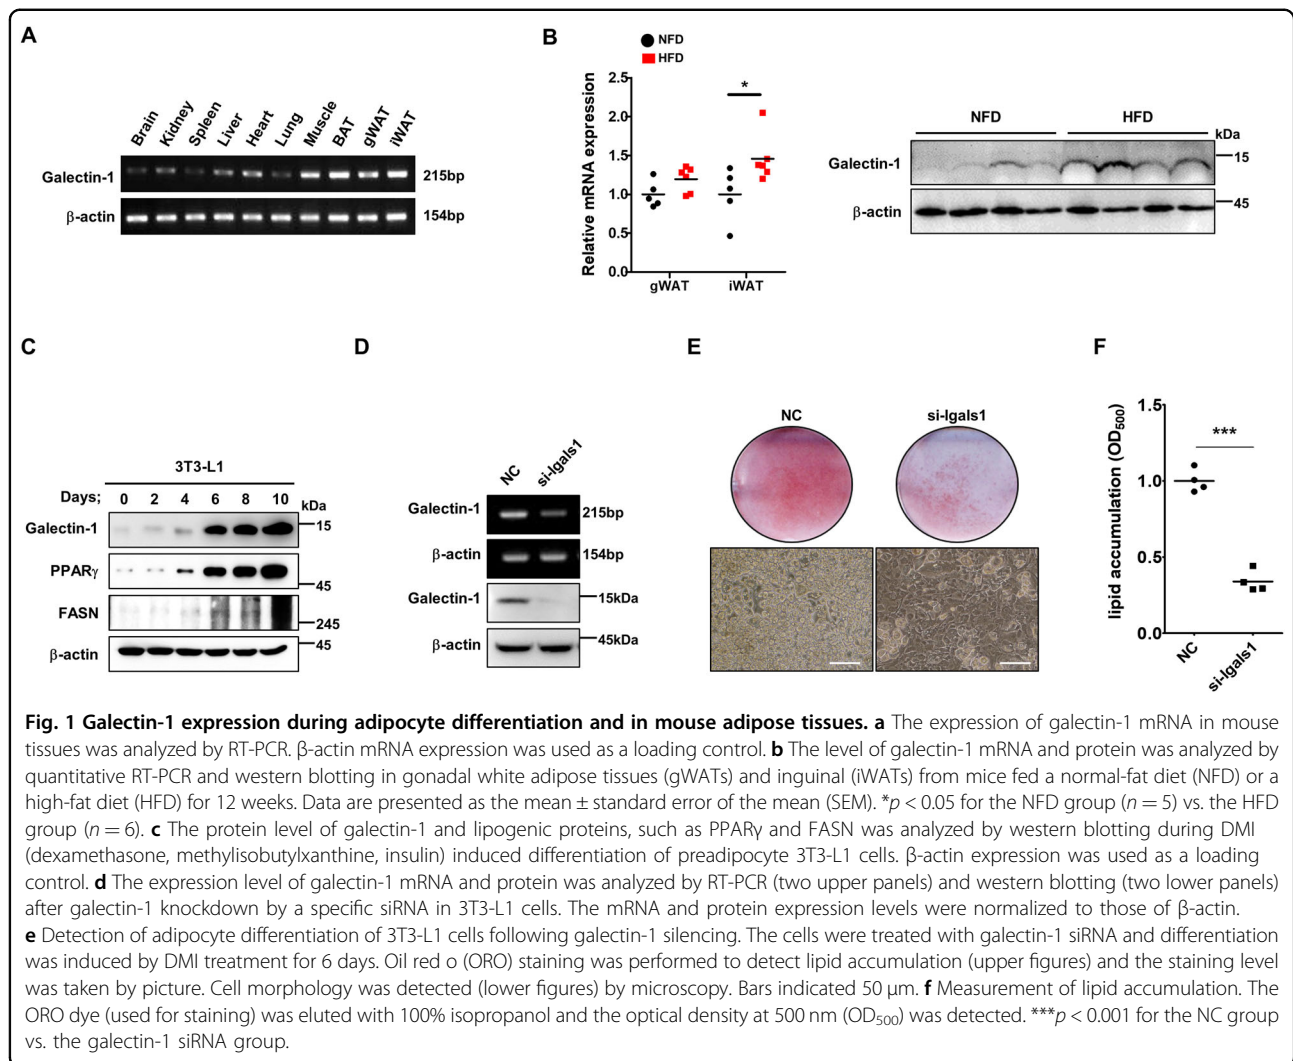 A
Brain Kidney Spleen Liver Heart Lung Muscle BAT gWAT iWAT
Galectin-1 215bp
β-actin 154bp
B
NFD
HFD
Relative mRNA expression
2.5
2.0
1.5
1.0
0.5
0.0
gWAT iWAT
*
NFD HFD
kDa
Galectin-1 15
β-actin 45
C
3T3-L1
Days; 0 2 4 6 8 10 kDa
Galectin-1 15
PPARγ 45
FASN 245
β-actin 45
D
NC si-lgals1
Galectin-1 215bp
β-actin 154bp
Galectin-1 15kDa
β-actin 45kDa
E
NC si-lgals1
F
lipid accumulation (OD500)
1.5
1.0
0.5
0.0
***
NC si-lgals1
Fig. 1 Galectin-1 expression during adipocyte differentiation and in mouse adipose tissues. a The expression of galectin-1 mRNA in mouse
tissues was analyzed by RT-PCR. β-actin mRNA expression was used as a loading control. b The level of galectin-1 mRNA and protein was analyzed by
quantitative RT-PCR and western blotting in gonadal white adipose tissues (gWATs) and inguinal (iWATs) from mice fed a normal-fat diet (NFD) or a
high-fat diet (HFD) for 12 weeks. Data are presented as the mean ± standard error of the mean (SEM). *p < 0.05 for the NFD group (n = 5) vs. the HFD
group (n = 6). c The protein level of galectin-1 and lipogenic proteins, such as PPARγ and FASN was analyzed by western blotting during DMI
(dexamethasone, methylisobutylxanthine, insulin) induced differentiation of preadipocyte 3T3-L1 cells. β-actin expression was used as a loading
control. d The expression level of galectin-1 mRNA and protein was analyzed by RT-PCR (two upper panels) and western blotting (two lower panels)
after galectin-1 knockdown by a specific siRNA in 3T3-L1 cells. The mRNA and protein expression levels were normalized to those of β-actin.
e Detection of adipocyte differentiation of 3T3-L1 cells following galectin-1 silencing. The cells were treated with galectin-1 siRNA and differentiation
was induced by DMI treatment for 6 days. Oil red o (ORO) staining was performed to detect lipid accumulation (upper figures) and the staining level
was taken by picture. Cell morphology was detected (lower figures) by microscopy. Bars indicated 50 μm. f Measurement of lipid accumulation. The
ORO dye (used for staining) was eluted with 100% isopropanol and the optical density at 500 nm (OD500) was detected. ***p < 0.001 for the NC group
vs. the galectin-1 siRNA group.